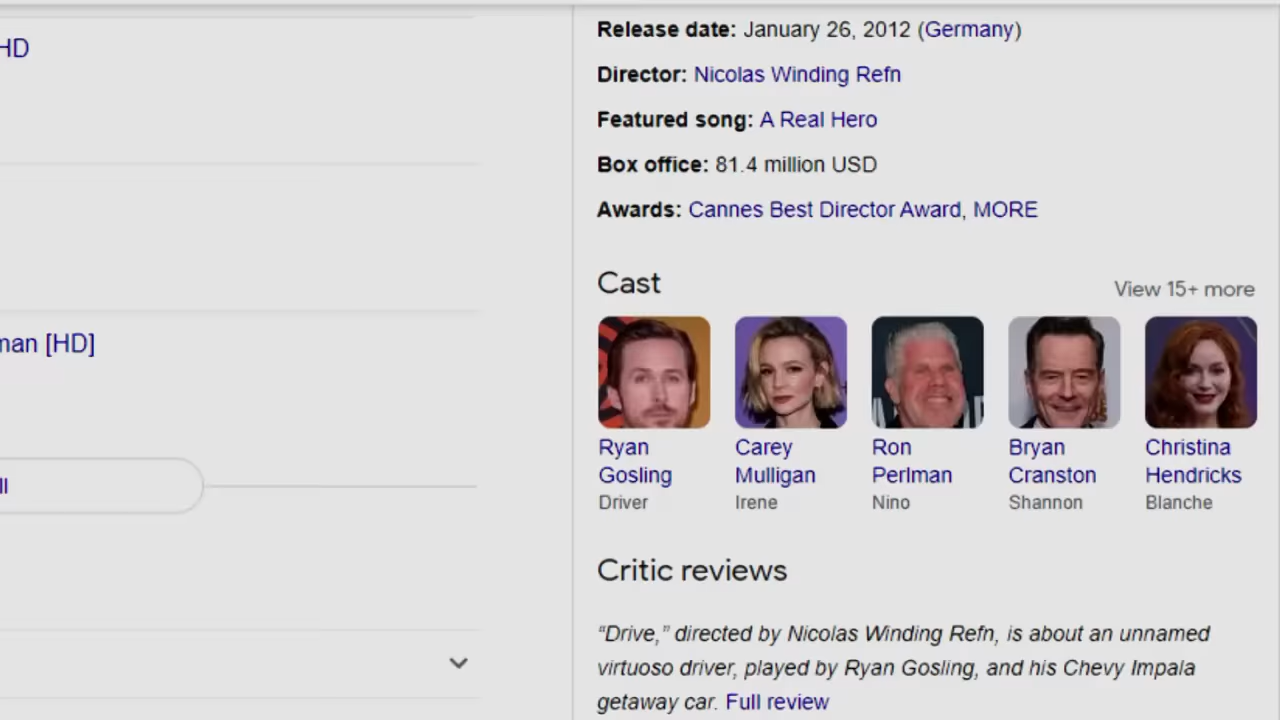 HD
man [HD]
ll
Release date: January 26, 2012 (Germany)
Director: Nicolas Winding Refn
Featured song: A Real Hero
Box office: 81.4 million USD
Awards: Cannes Best Director Award, MORE
Cast
View 15+ more
Ryan Gosling
Driver
Carey Mulligan
Irene
Ron Perlman
Nino
Bryan Cranston
Shannon
Christina Hendricks
Blanche
Critic reviews
“Drive,” directed by Nicolas Winding Refn, is about an unnamed
virtuoso driver, played by Ryan Gosling, and his Chevy Impala
getaway car. Full review